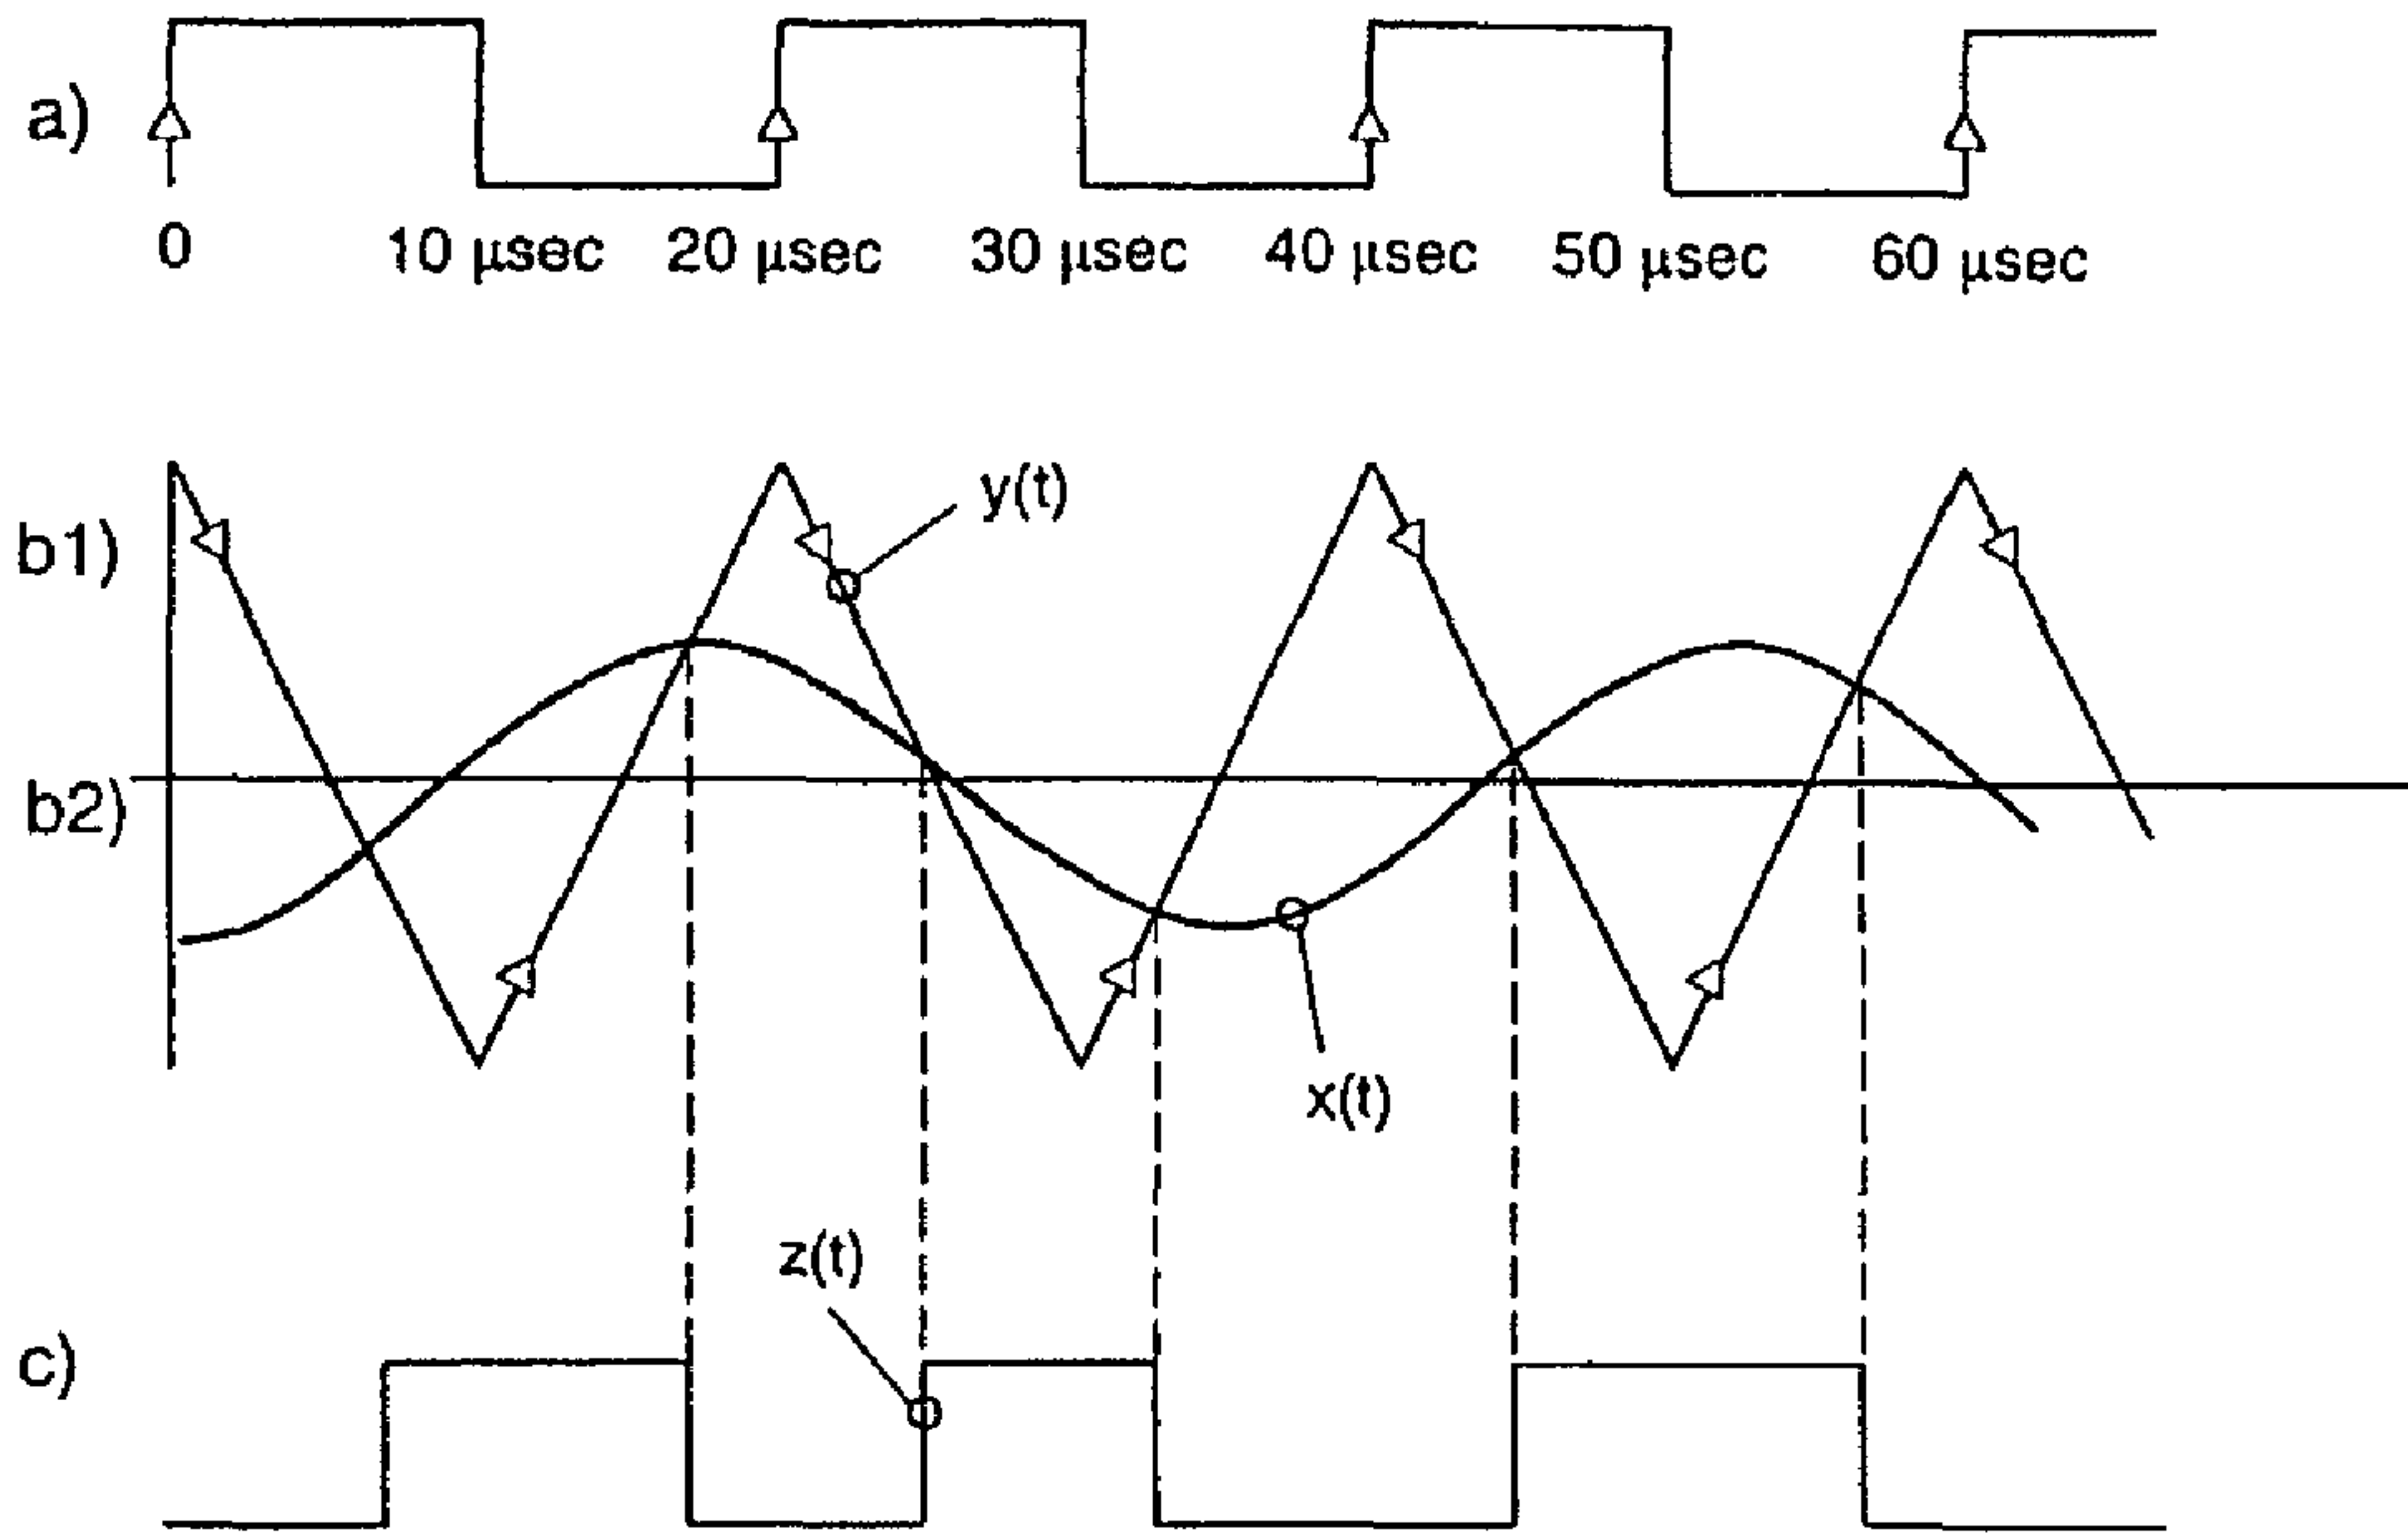 a)
0 10 μsec 20 μsec 30 μsec 40 μsec 50 μsec 60 μsec
y(t)
b1)
b2)
x(t)
z(t)
c)